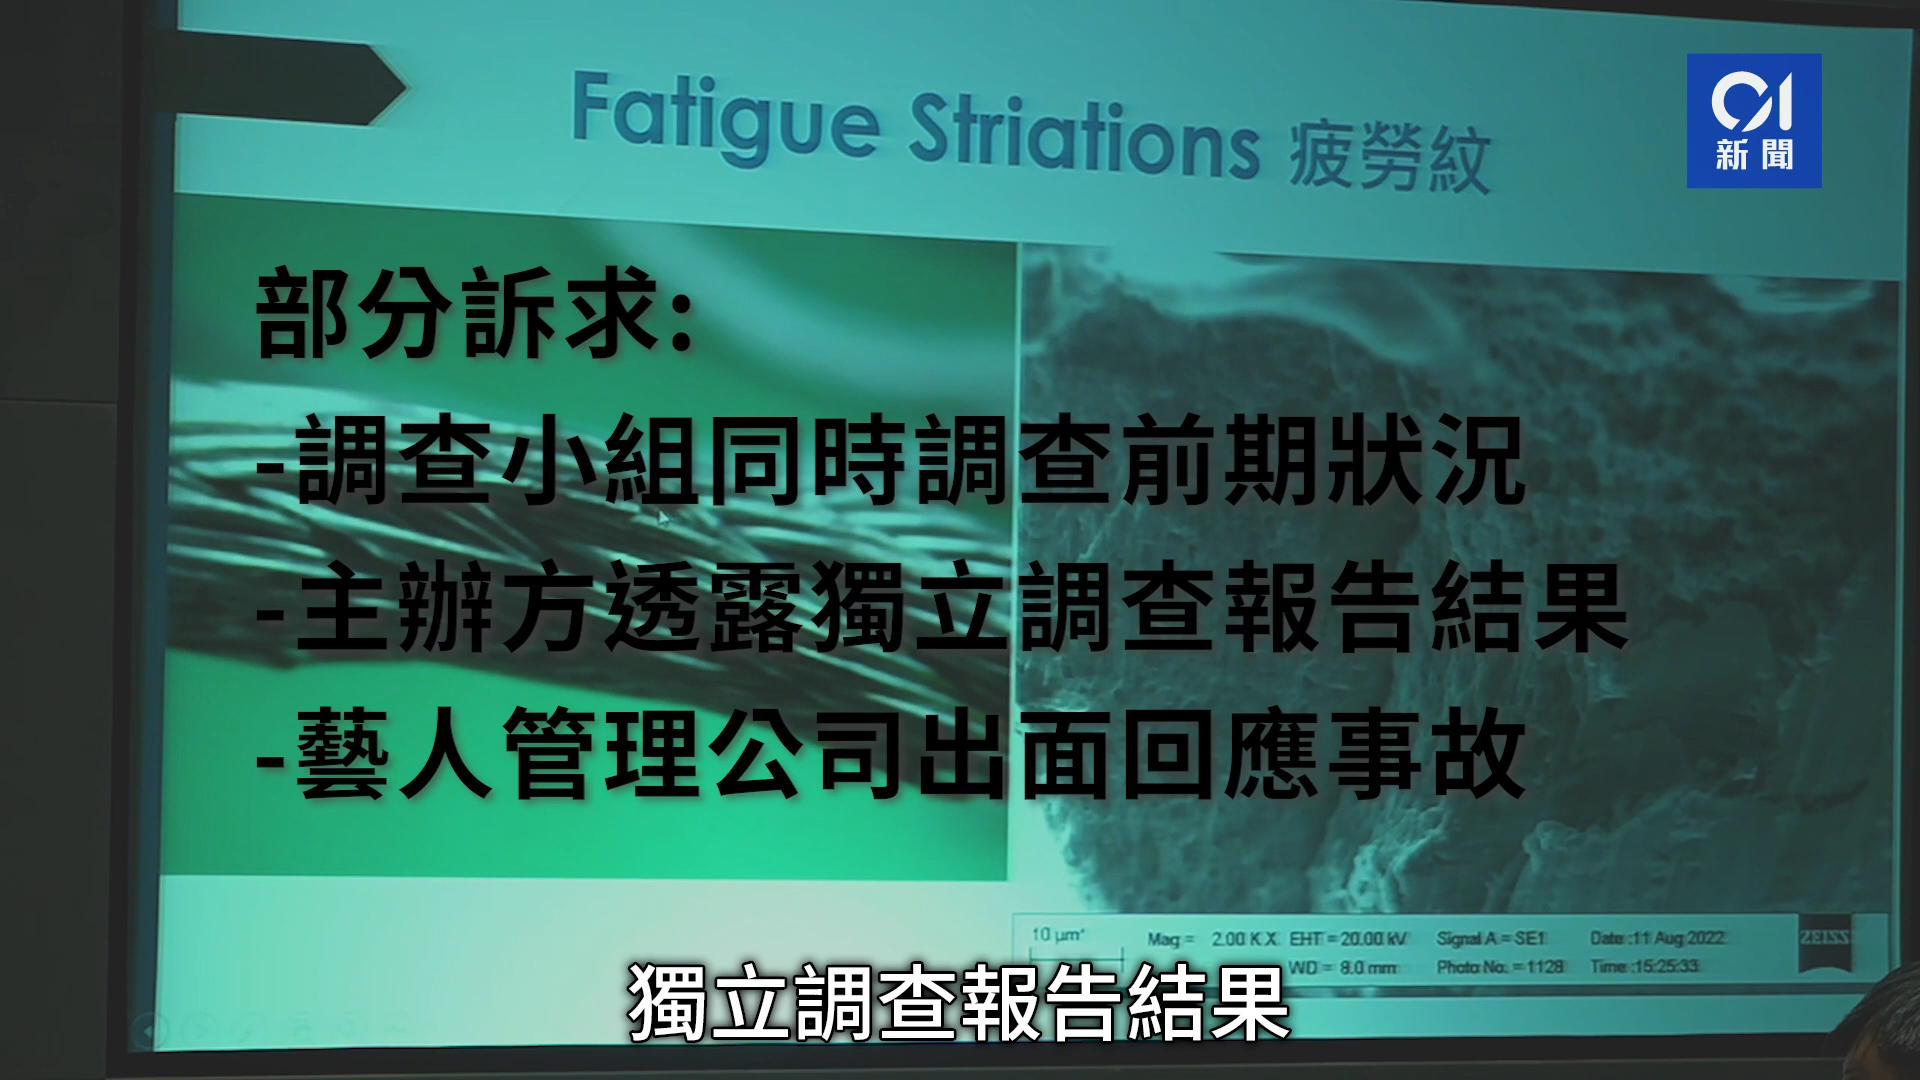 Fatigue Striations 疲勞紋
01
新聞
部分訴求:
-調查小組同時調查前期狀況
-主辦方透露獨立調查報告結果
-藝人管理公司出面回應事故
10 μm
Mag = 2.00 K X EHT = 20.00 kV Signal A = SE1 Date :11 Aug 2022
WD = 8.0 mm Photo No. = 1128 Time :15:25:33
ZEISS
獨立調查報告結果